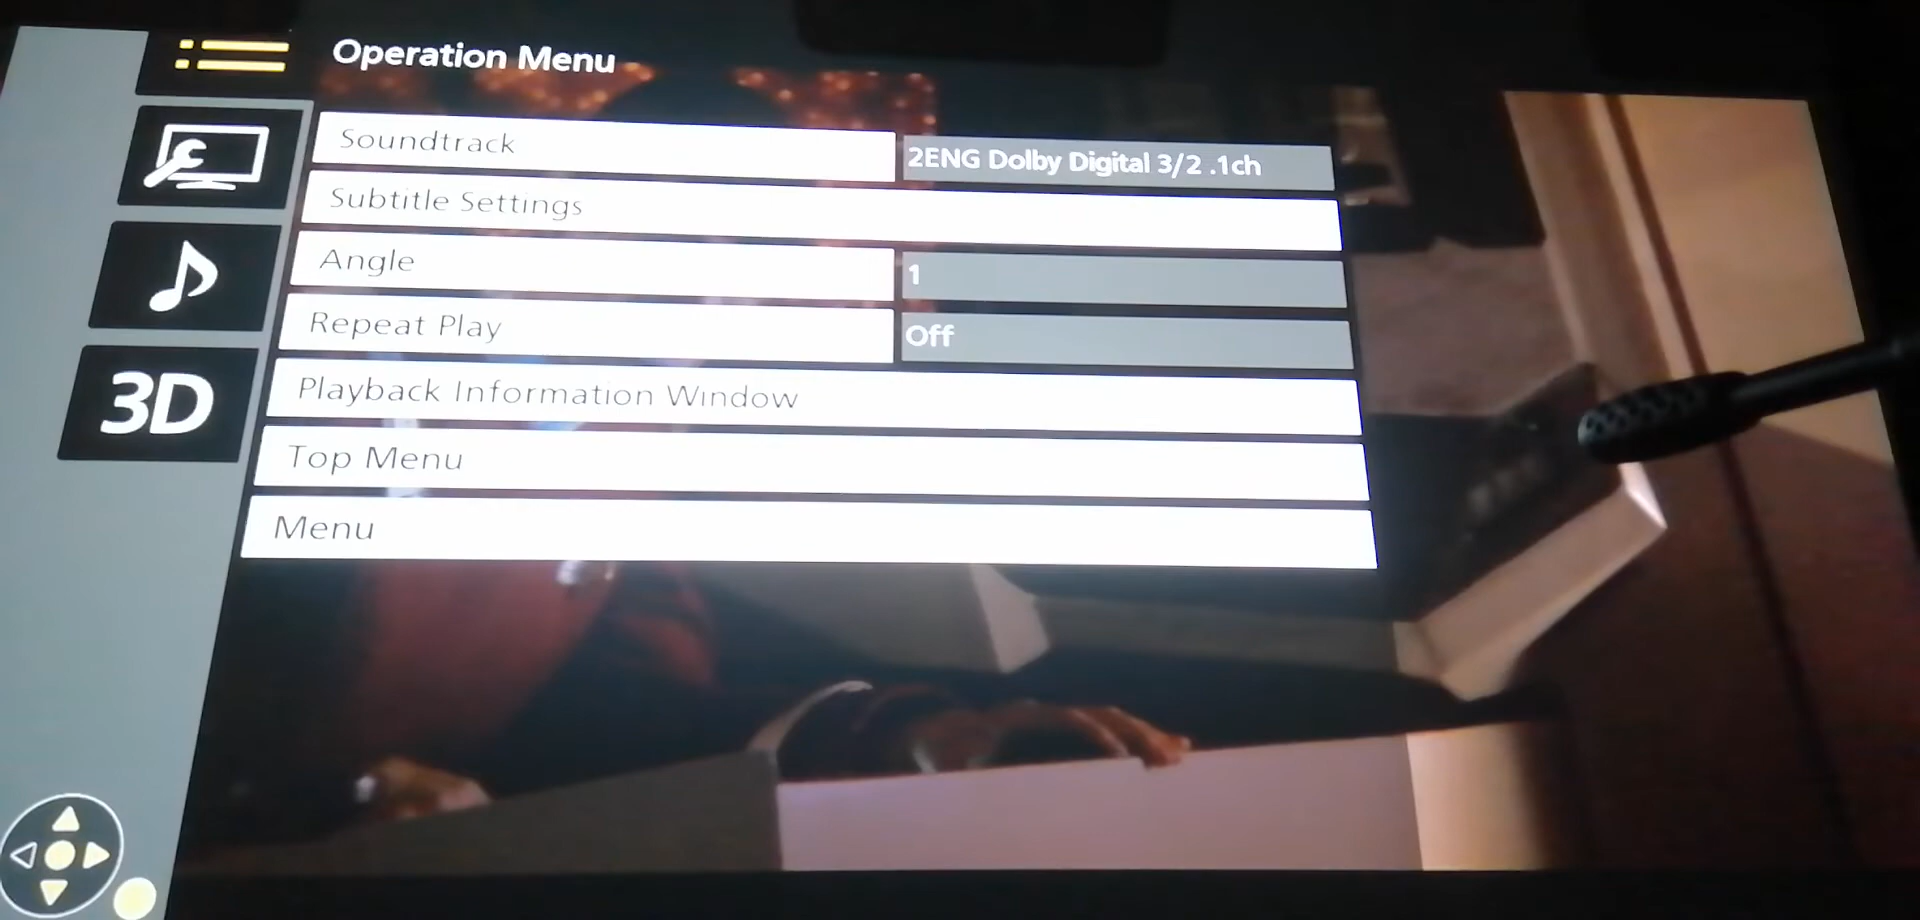 Operation Menu
Soundtrack
2ENG Dolby Digital 3/2 .1ch
Subtitle Settings
Angle
1
Repeat Play
Off
Playback Information Window
Top Menu
Menu
3D